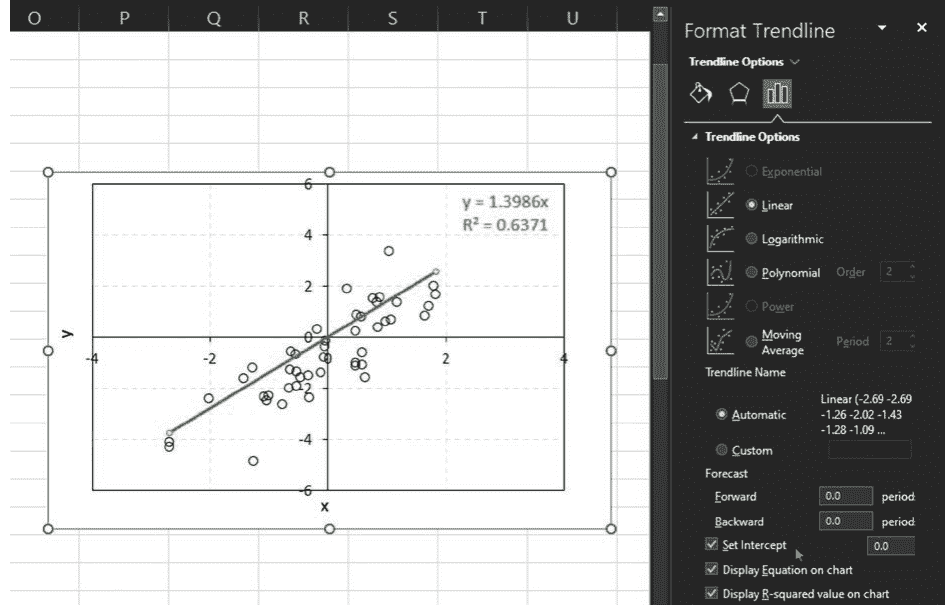 O P Q R S T U
Format Trendline
Trendline Options
Trendline Options
Exponential
Linear
Logarithmic
Polynomial Order 2
Power
Moving Average Period 2
Trendline Name
Automatic
Linear (-2.69 -2.69
-1.26 -2.02 -1.43
-1.28 -1.09 ...
Custom
Forecast
Forward 0.0 period
Backward 0.0 period
Set Intercept 0.0
Display Equation on chart
Display R-squared value on chart
y = 1.3986x
R² = 0.6371
6
4
2
0
-4 -2 0 2 4
-4
-6
y
x